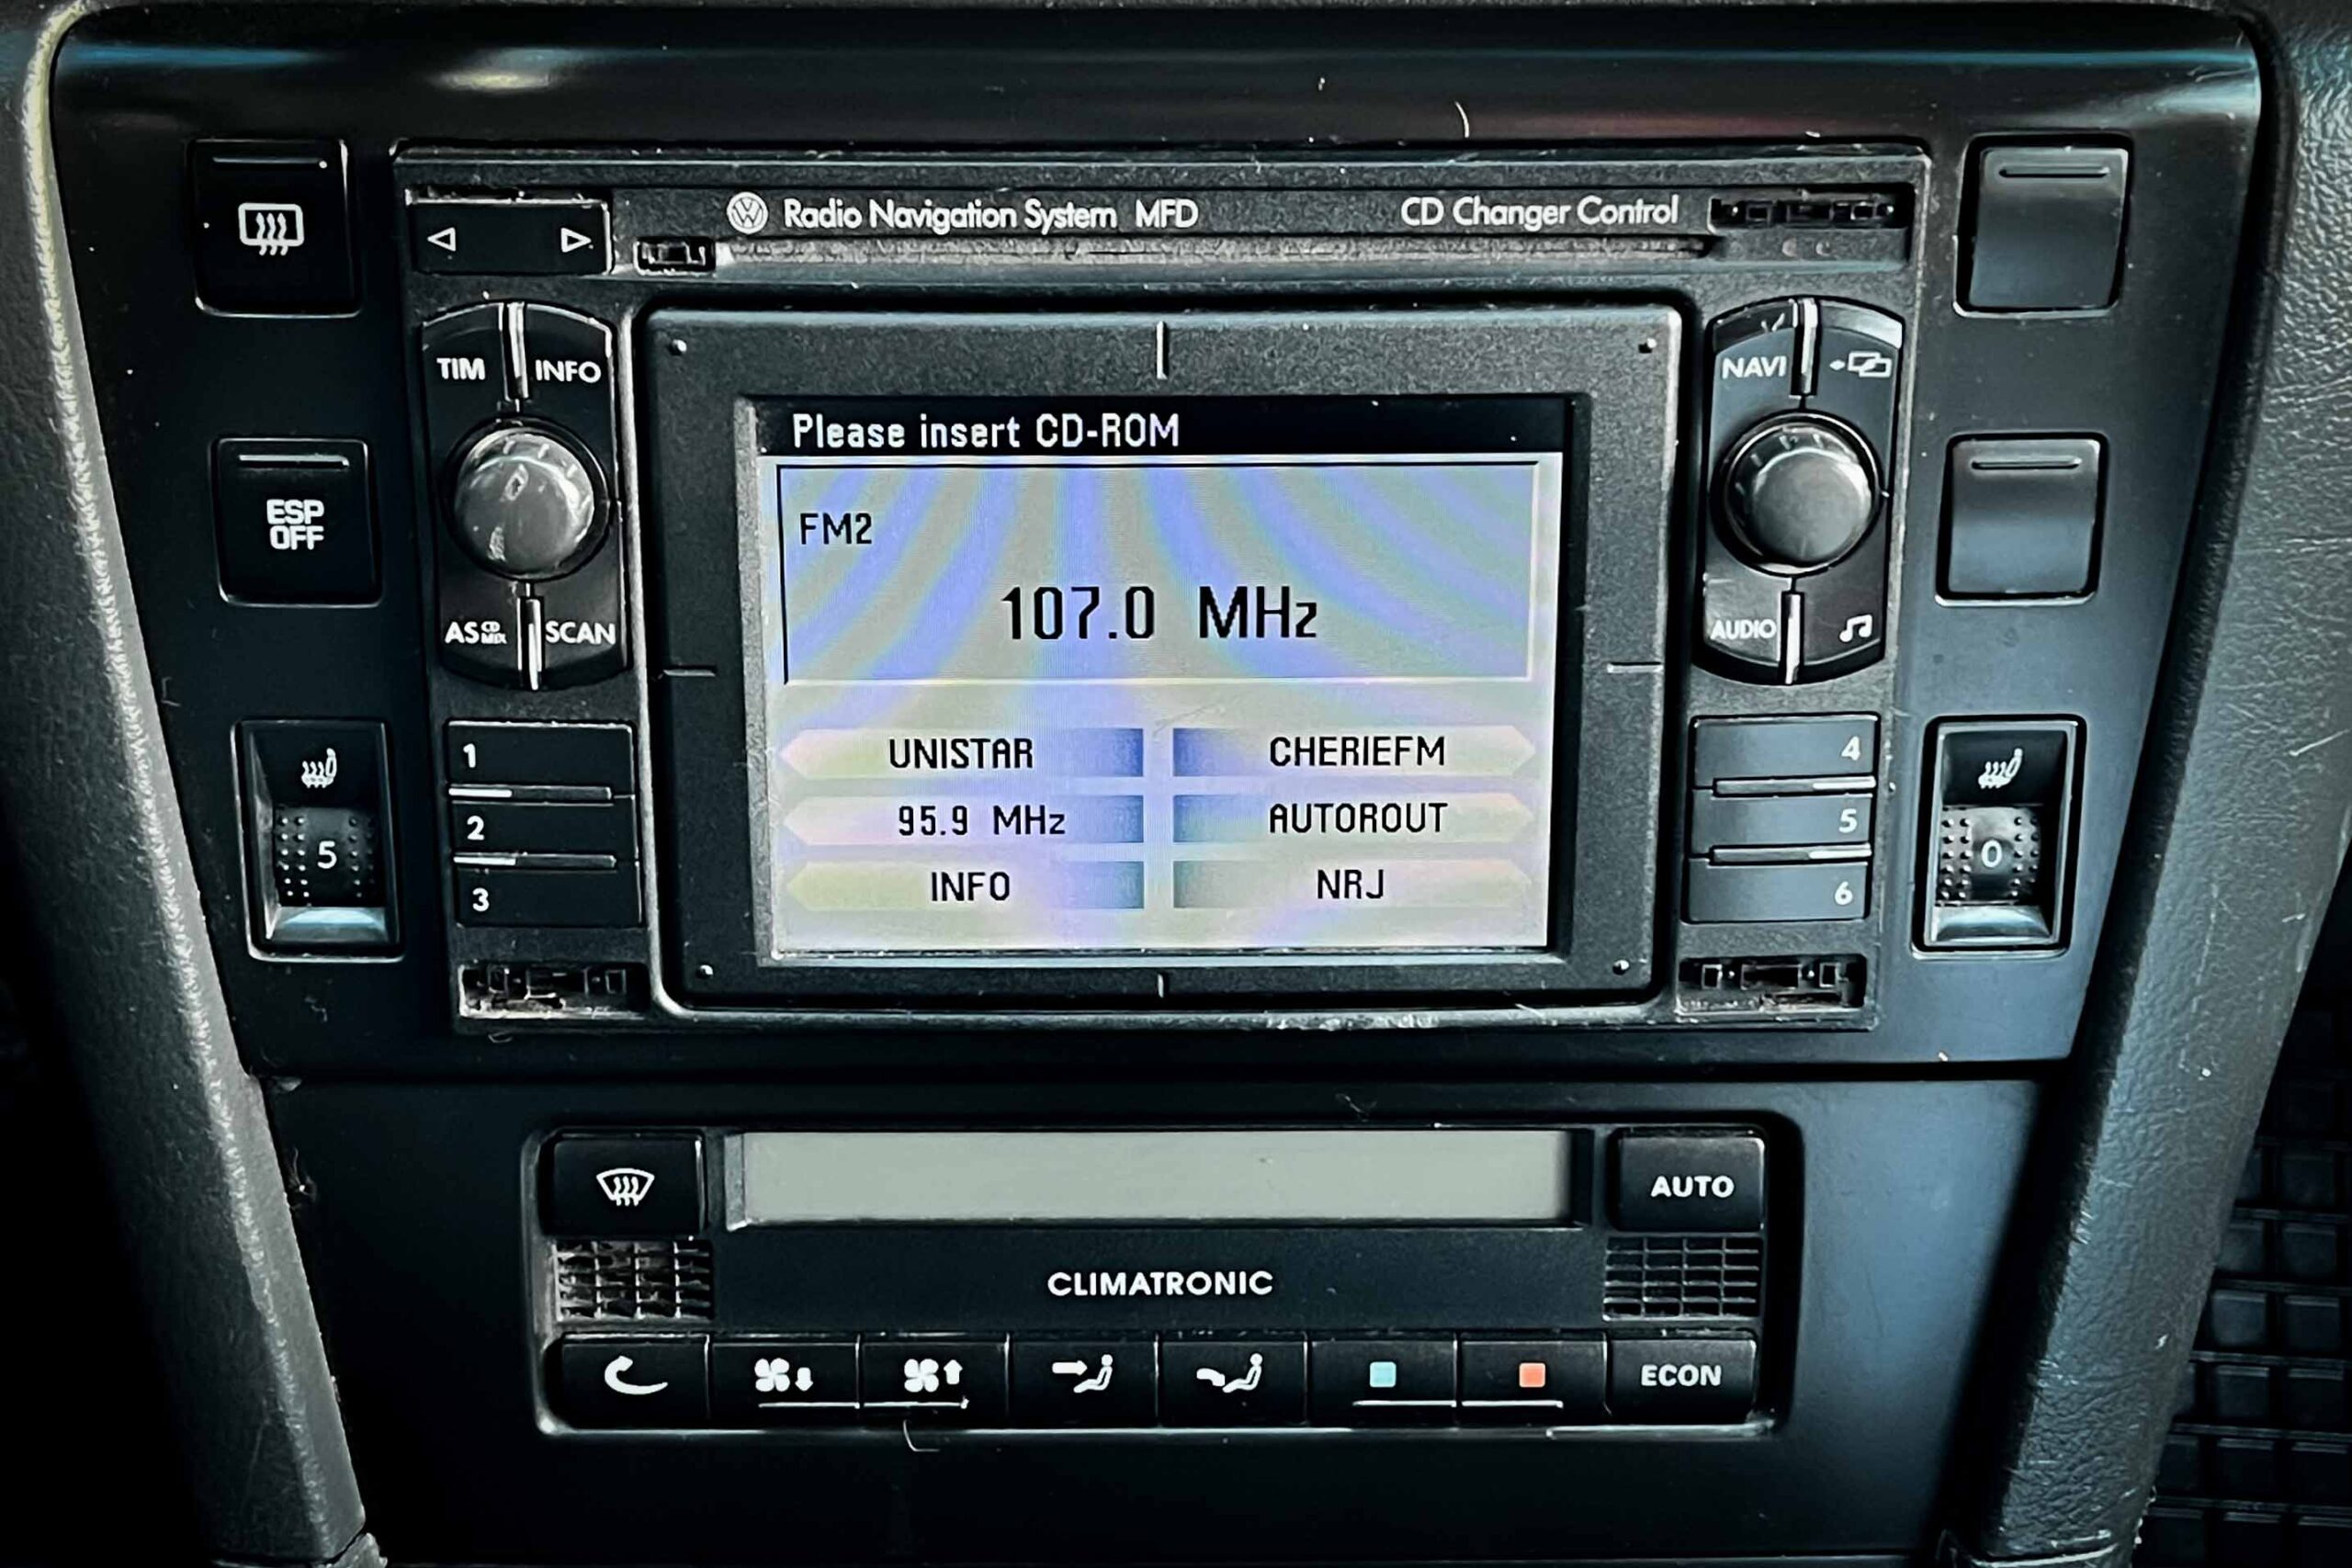 Radio Navigation System MFD
CD Changer Control
TIM
INFO
NAVI
Please insert CD-ROM
FM2
107.0 MHz
ESP
OFF
AS CD MIX
SCAN
AUDIO
1
2
3
UNISTAR
95.9 MHz
INFO
CHERIEFM
AUTOROUT
NRJ
4
5
6
5
0
AUTO
CLIMATRONIC
ECON